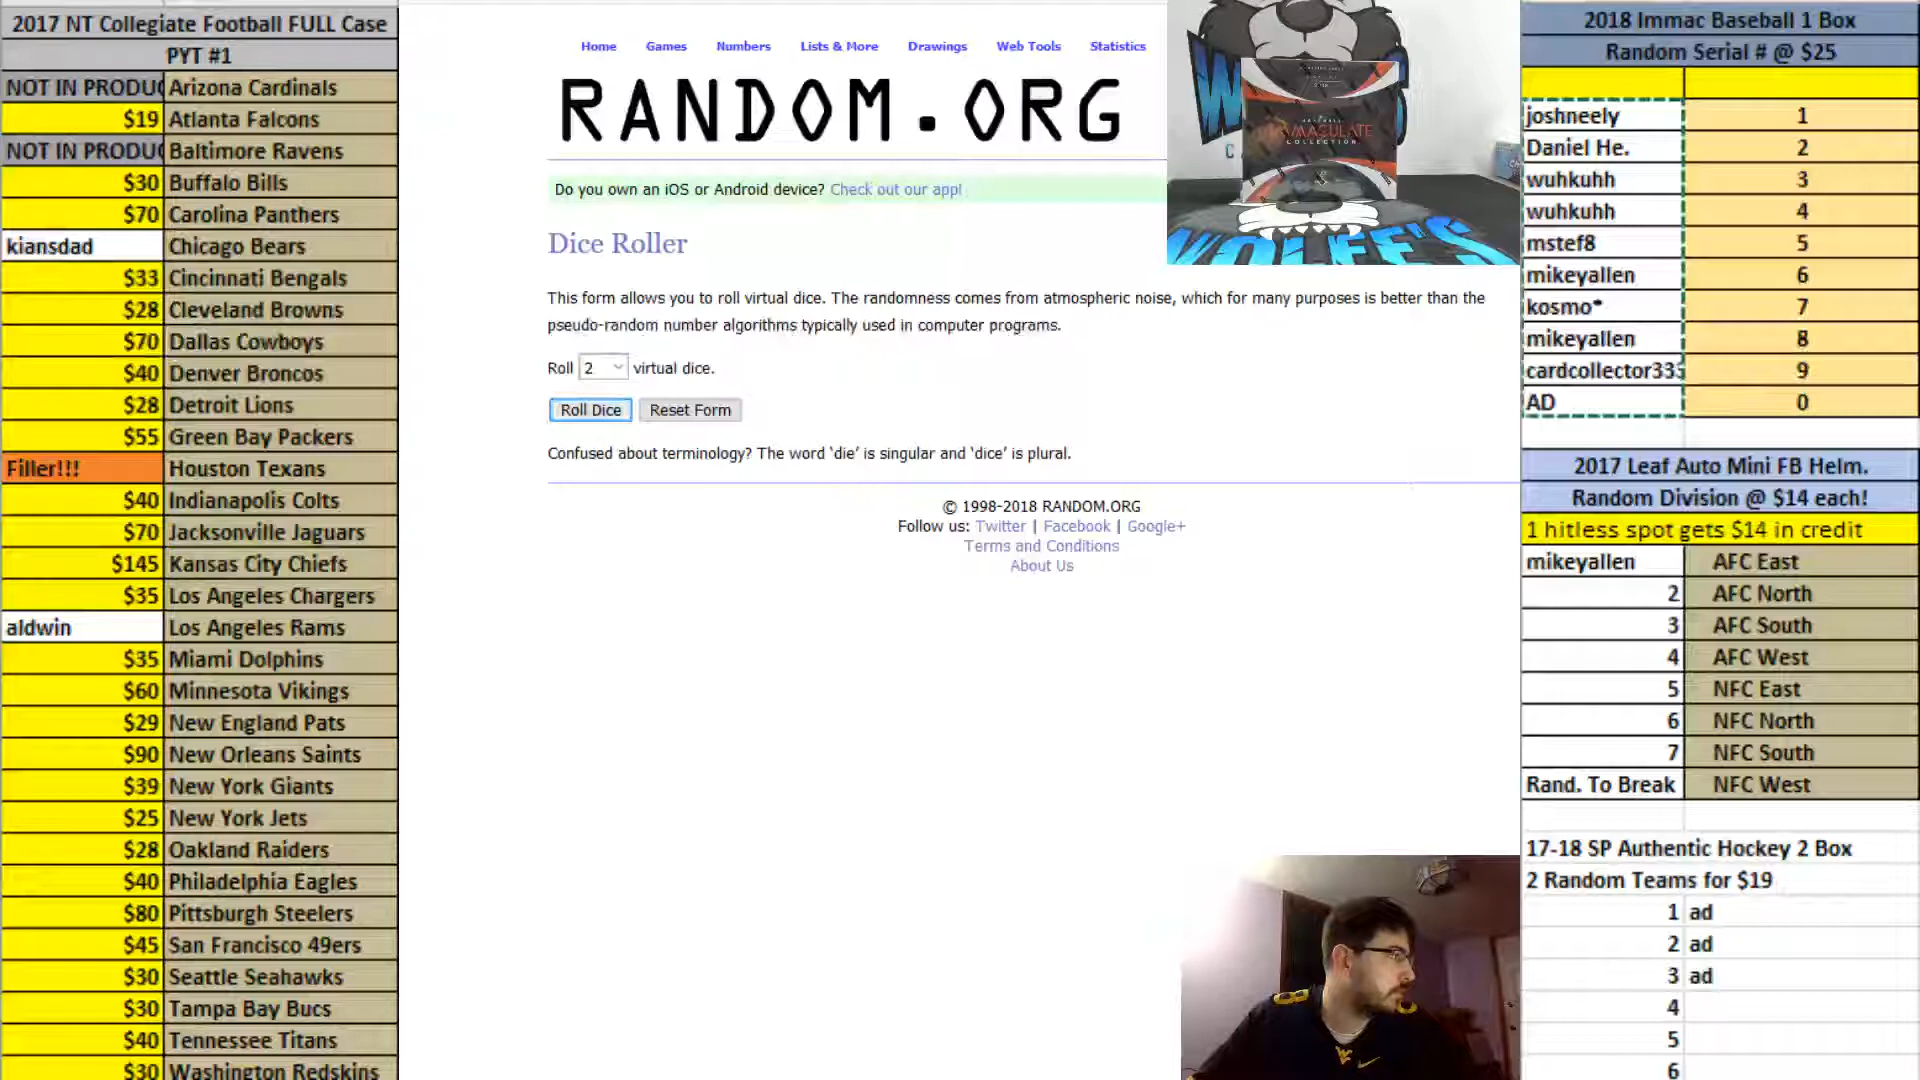 2017 NT Collegiate Football FULL Case
PYT #1
NOT IN PRODU Arizona Cardinals
$19 Atlanta Falcons
NOT IN PRODU Baltimore Ravens
$30 Buffalo Bills
$70 Carolina Panthers
kiansdad Chicago Bears
$33 Cincinnati Bengals
$28 Cleveland Browns
$70 Dallas Cowboys
$40 Denver Broncos
$28 Detroit Lions
$55 Green Bay Packers
Filler!!! Houston Texans
$40 Indianapolis Colts
$70 Jacksonville Jaguars
$145 Kansas City Chiefs
$35 Los Angeles Chargers
aldwin Los Angeles Rams
$35 Miami Dolphins
$60 Minnesota Vikings
$29 New England Pats
$90 New Orleans Saints
$39 New York Giants
$25 New York Jets
$28 Oakland Raiders
$40 Philadelphia Eagles
$80 Pittsburgh Steelers
$45 San Francisco 49ers
$30 Seattle Seahawks
$30 Tampa Bay Bucs
$40 Tennessee Titans
$30 Washington Redskins
Home Games Numbers Lists & More Drawings Web Tools Statistics
RANDOM.ORG
Do you own an iOS or Android device? Check out our app!
Dice Roller
This form allows you to roll virtual dice. The randomness comes from atmospheric noise, which for many purposes is better than the
pseudo-random number algorithms typically used in computer programs.
Roll 2 virtual dice.
Roll Dice Reset Form
Confused about terminology? The word ‘die’ is singular and ‘dice’ is plural.
© 1998-2018 RANDOM.ORG
Follow us: Twitter | Facebook | Google+
Terms and Conditions
About Us
IMMACULATE
COLLECTION
WOLFE'S
2018 Immac Baseball 1 Box
Random Serial # @ $25
joshneely 1
Daniel He. 2
wuhkuhh 3
wuhkuhh 4
mstef8 5
mikeyallen 6
kosmo* 7
mikeyallen 8
cardcollector333 9
AD 0
2017 Leaf Auto Mini FB Helm.
Random Division @ $14 each!
1 hitless spot gets $14 in credit
mikeyallen AFC East
2 AFC North
3 AFC South
4 AFC West
5 NFC East
6 NFC North
7 NFC South
Rand. To Break NFC West
17-18 SP Authentic Hockey 2 Box
2 Random Teams for $19
1 ad
2 ad
3 ad
4
5
6